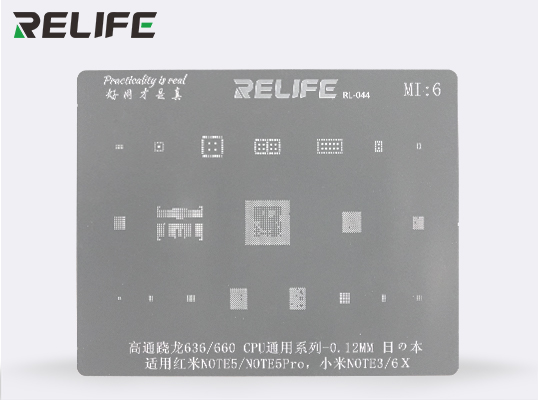 RELIFE
Practicality is real
好用才是真
RELIFE RL-044
MI:6
高通跷龙636/660 CPU通用系列-0.12MM 日の本
适用红米NOTE5/NOTE5Pro，小米NOTE3/6X